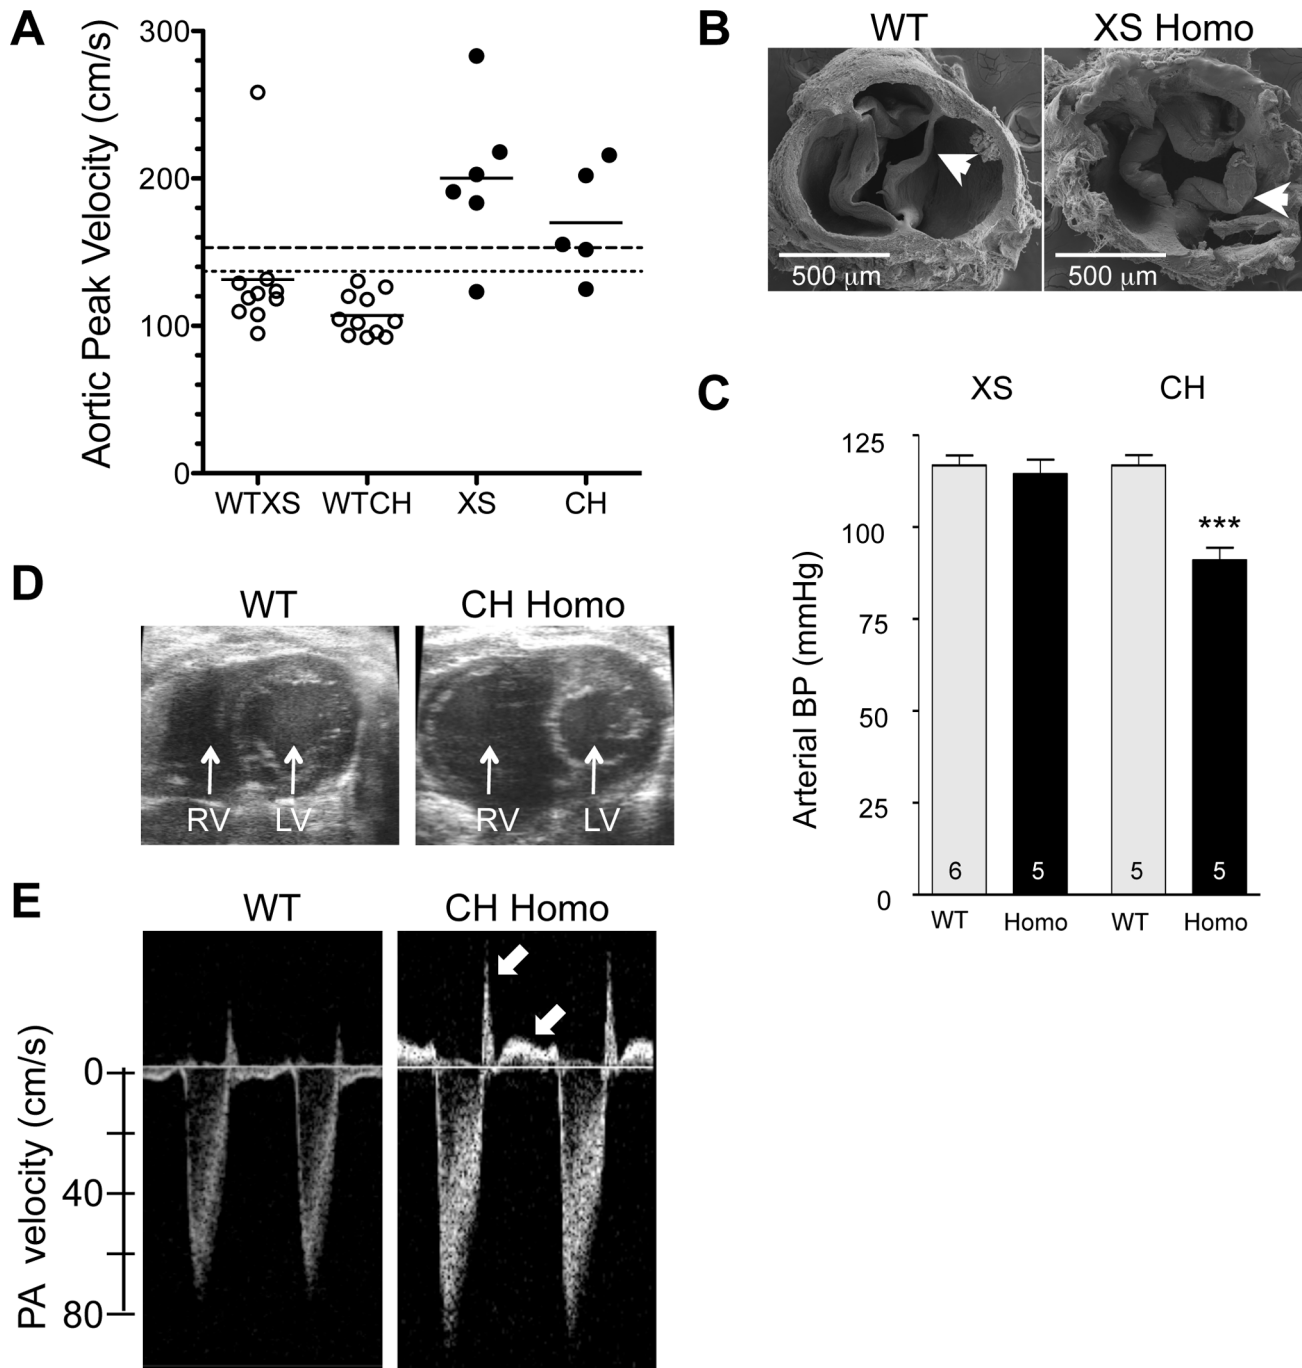 A
Aortic Peak Velocity (cm/s)
300
200
100
0
WTXS WTCH XS CH
B
WT XS Homo
500 μm 500 μm
C
XS CH
Arterial BP (mmHg)
125
100
75
50
25
0
***
6 5 5 5
WT Homo WT Homo
D
WT CH Homo
RV LV RV LV
E
WT CH Homo
PA velocity (cm/s)
0
40
80